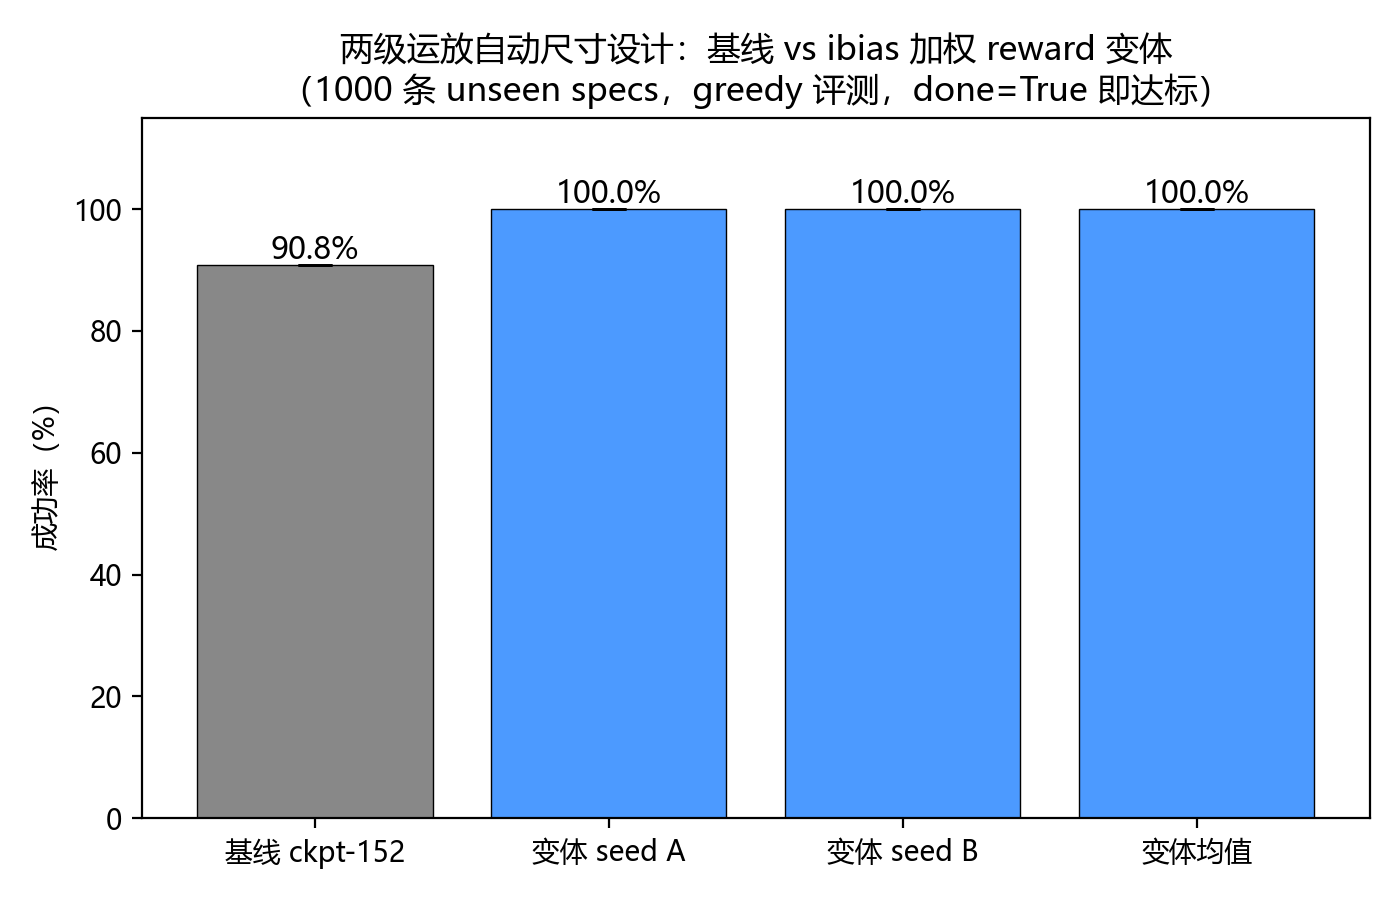 两级运放自动尺寸设计：基线 vs ibias 加权 reward 变体
（1000 条 unseen specs，greedy 评测，done=True 即达标）
成功率（%）
100
80
60
40
20
0
90.8%
100.0%
100.0%
100.0%
基线 ckpt-152
变体 seed A
变体 seed B
变体均值